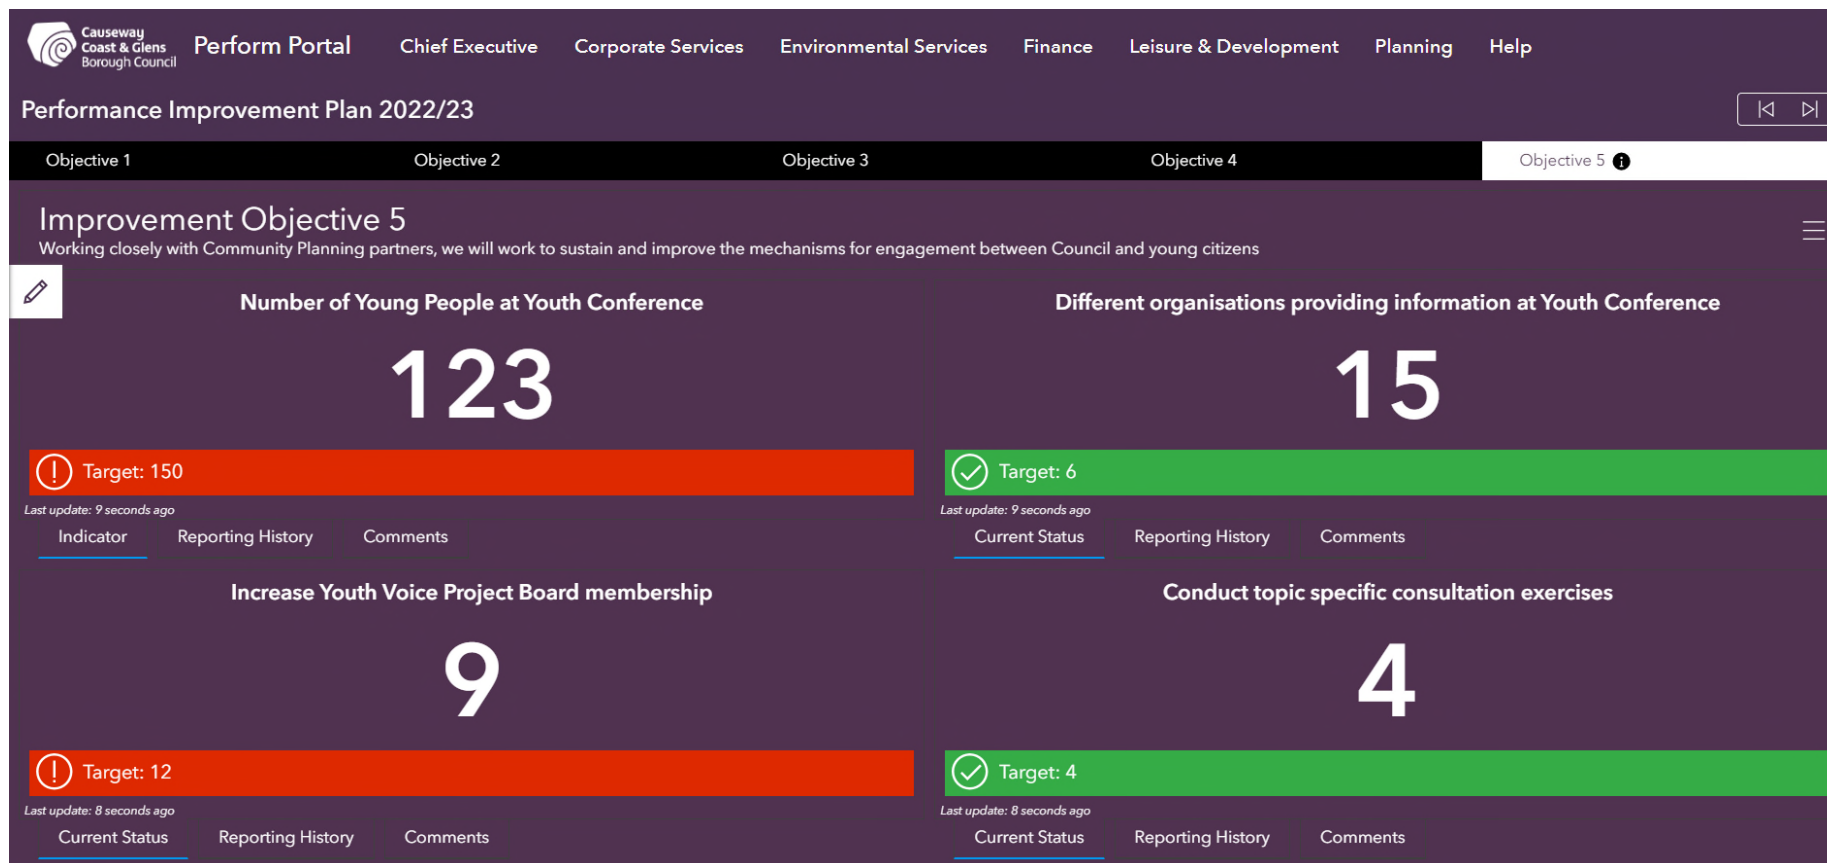 Causeway
Coast & Glens
Borough Council
Perform Portal Chief Executive Corporate Services Environmental Services Finance Leisure & Development Planning Help
Performance Improvement Plan 2022/23
Objective 1 Objective 2 Objective 3 Objective 4 Objective 5
Improvement Objective 5
Working closely with Community Planning partners, we will work to sustain and improve the mechanisms for engagement between Council and young citizens
Number of Young People at Youth Conference
123
Target: 150
Last update: 9 seconds ago
Indicator Reporting History Comments
Different organisations providing information at Youth Conference
15
Target: 6
Last update: 9 seconds ago
Current Status Reporting History Comments
Increase Youth Voice Project Board membership
9
Target: 12
Last update: 8 seconds ago
Current Status Reporting History Comments
Conduct topic specific consultation exercises
4
Target: 4
Last update: 8 seconds ago
Current Status Reporting History Comments